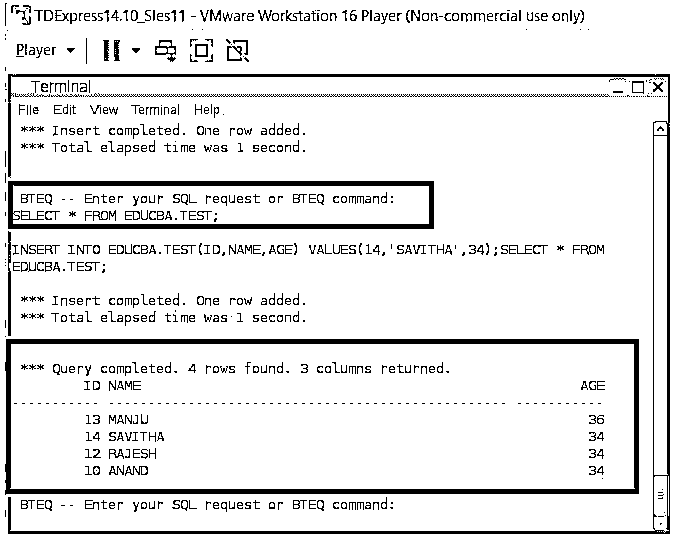 TDExpress14.10_Sles11 - VMware Workstation 16 Player (Non-commercial use only)
Player
Terminal
File Edit View Terminal Help
*** Insert completed. One row added.
*** Total elapsed time was 1 second.
BTEQ -- Enter your SQL request or BTEQ command:
SELECT * FROM EDUCBA.TEST;
INSERT INTO EDUCBA.TEST(ID,NAME,AGE) VALUES(14,'SAVITHA',34);SELECT * FROM
EDUCBA.TEST;
*** Insert completed. One row added.
*** Total elapsed time was 1 second.
*** Query completed. 4 rows found. 3 columns returned.
ID NAME AGE
----------- ------------------------------------------------- -----------
13 MANJU 36
14 SAVITHA 34
12 RAJESH 34
10 ANAND 34
BTEQ -- Enter your SQL request or BTEQ command: